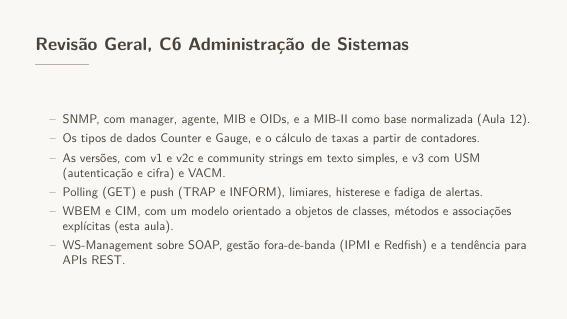 Revisão Geral, C6 Administração de Sistemas
– SNMP, com manager, agente, MIB e OIDs, e a MIB-II como base normalizada (Aula 12).
– Os tipos de dados Counter e Gauge, e o cálculo de taxas a partir de contadores.
– As versões, com v1 e v2c e community strings em texto simples, e v3 com USM
(autenticação e cifra) e VACM.
– Polling (GET) e push (TRAP e INFORM), limiares, histerese e fadiga de alertas.
– WBEM e CIM, com um modelo orientado a objetos de classes, métodos e associações
explícitas (esta aula).
– WS-Management sobre SOAP, gestão fora-de-banda (IPMI e Redfish) e a tendência para
APIs REST.